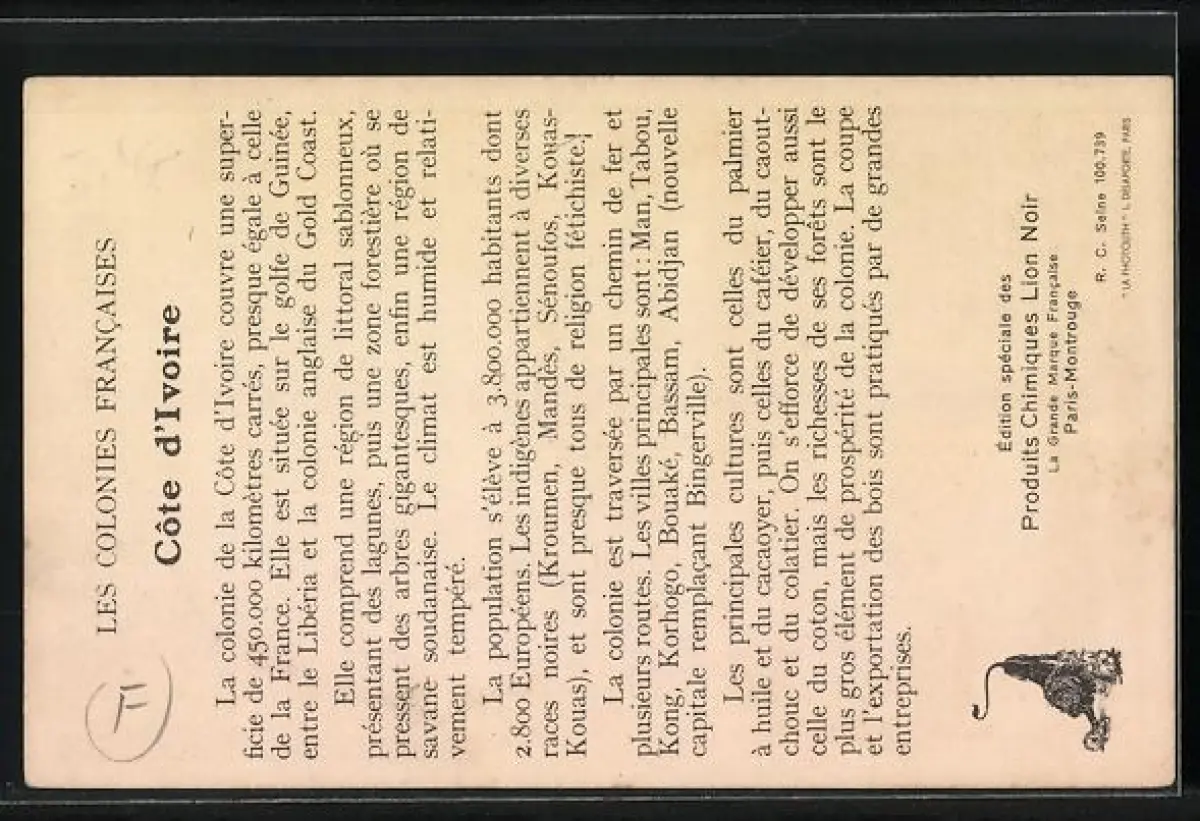 LES COLONIES FRANÇAISES
Côte d'Ivoire
La colonie de la Côte d'Ivoire couvre une super-
ficie de 450.000 kilomètres carrés, presque égale à celle
de la France. Elle est située sur le golfe de Guinée,
entre le Libéria et la colonie anglaise du Gold Coast.
Elle comprend une région de littoral sablonneux,
présentant des lagunes, puis une zone forestière où se
pressent des arbres gigantesques, enfin une région de
savane soudanaise. Le climat est humide et relati-
vement tempéré.
La population s'élève à 3.800.000 habitants dont
2.800 Européens. Les indigènes appartiennent à diverses
races noires (Kroumen, Mandès, Sénoufos, Kouas-
Kouas), et sont presque tous de religion fétichiste!
La colonie est traversée par un chemin de fer et
plusieurs routes. Les villes principales sont : Man, Tabou,
Kong, Korhogo, Bouaké, Bassam, Abidjan (nouvelle
capitale remplaçant Bingerville).
Les principales cultures sont celles du palmier
à huile et du cacaoyer, puis celles du caféier, du caout-
chouc et du colatier. On s'efforce de développer aussi
celle du coton, mais les richesses de ses forêts sont le
plus gros élément de prospérité de la colonie. La coupe
et l'exportation des bois sont pratiqués par de grandes
entreprises.
Édition spéciale des
Produits Chimiques Lion Noir
La Grande Marque Française
Paris-Montrouge
R. C. Seine 100.739
"LA PHOTOLITH" L. DELAPORTE, PARIS